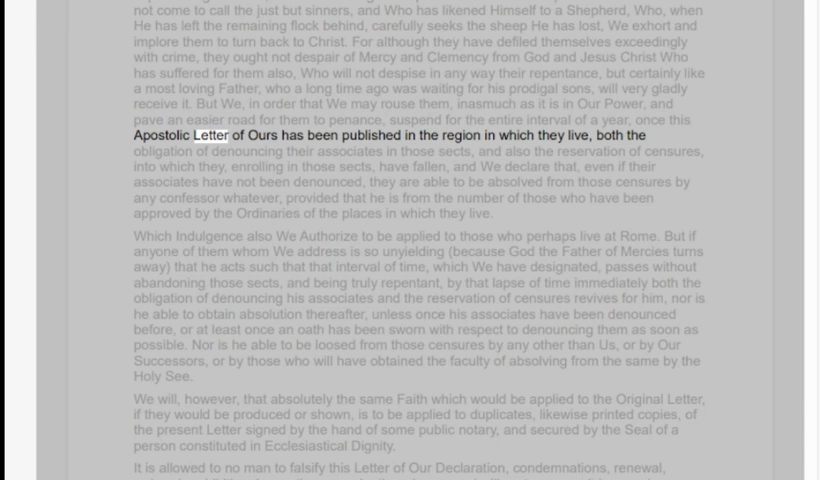 not come to call the just but sinners, and Who has likened Himself to a Shepherd, Who, when
He has left the remaining flock behind, carefully seeks the sheep He has lost, We exhort and
implore them to turn back to Christ. For although they have defiled themselves exceedingly
with crime, they ought not despair of Mercy and Clemency from God and Jesus Christ Who
has suffered for them also, Who will not despise in any way their repentance, but certainly like
a most loving Father, who a long time ago was waiting for his prodigal sons, will very gladly
receive it. But We, in order that We may rouse them, inasmuch as it is in Our Power, and
pave an easier road for them to penance, suspend for the entire interval of a year, once this
Apostolic Letter of Ours has been published in the region in which they live, both the
obligation of denouncing their associates in those sects, and also the reservation of censures,
into which they, enrolling in those sects, have fallen, and We declare that, even if their
associates have not been denounced, they are able to be absolved from those censures by
any confessor whatever, provided that he is from the number of those who have been
approved by the Ordinaries of the places in which they live.
Which Indulgence also We Authorize to be applied to those who perhaps live at Rome. But if
anyone of them whom We address is so unyielding (because God the Father of Mercies turns
away) that he acts such that that interval of time, which We have designated, passes without
abandoning those sects, and being truly repentant, by that lapse of time immediately both the
obligation of denouncing his associates and the reservation of censures revives for him, nor is
he able to obtain absolution thereafter, unless once his associates have been denounced
before, or at least once an oath has been sworn with respect to denouncing them as soon as
possible. Nor is he able to be loosed from those censures by any other than Us, or by Our
Successors, or by those who will have obtained the faculty of absolving from the same by the
Holy See.
We will, however, that absolutely the same Faith which would be applied to the Original Letter,
if they would be produced or shown, is to be applied to duplicates, likewise printed copies, of
the present Letter signed by the hand of some public notary, and secured by the Seal of a
person constituted in Ecclesiastical Dignity.
It is allowed to no man to falsify this Letter of Our Declaration, condemnations, renewal,